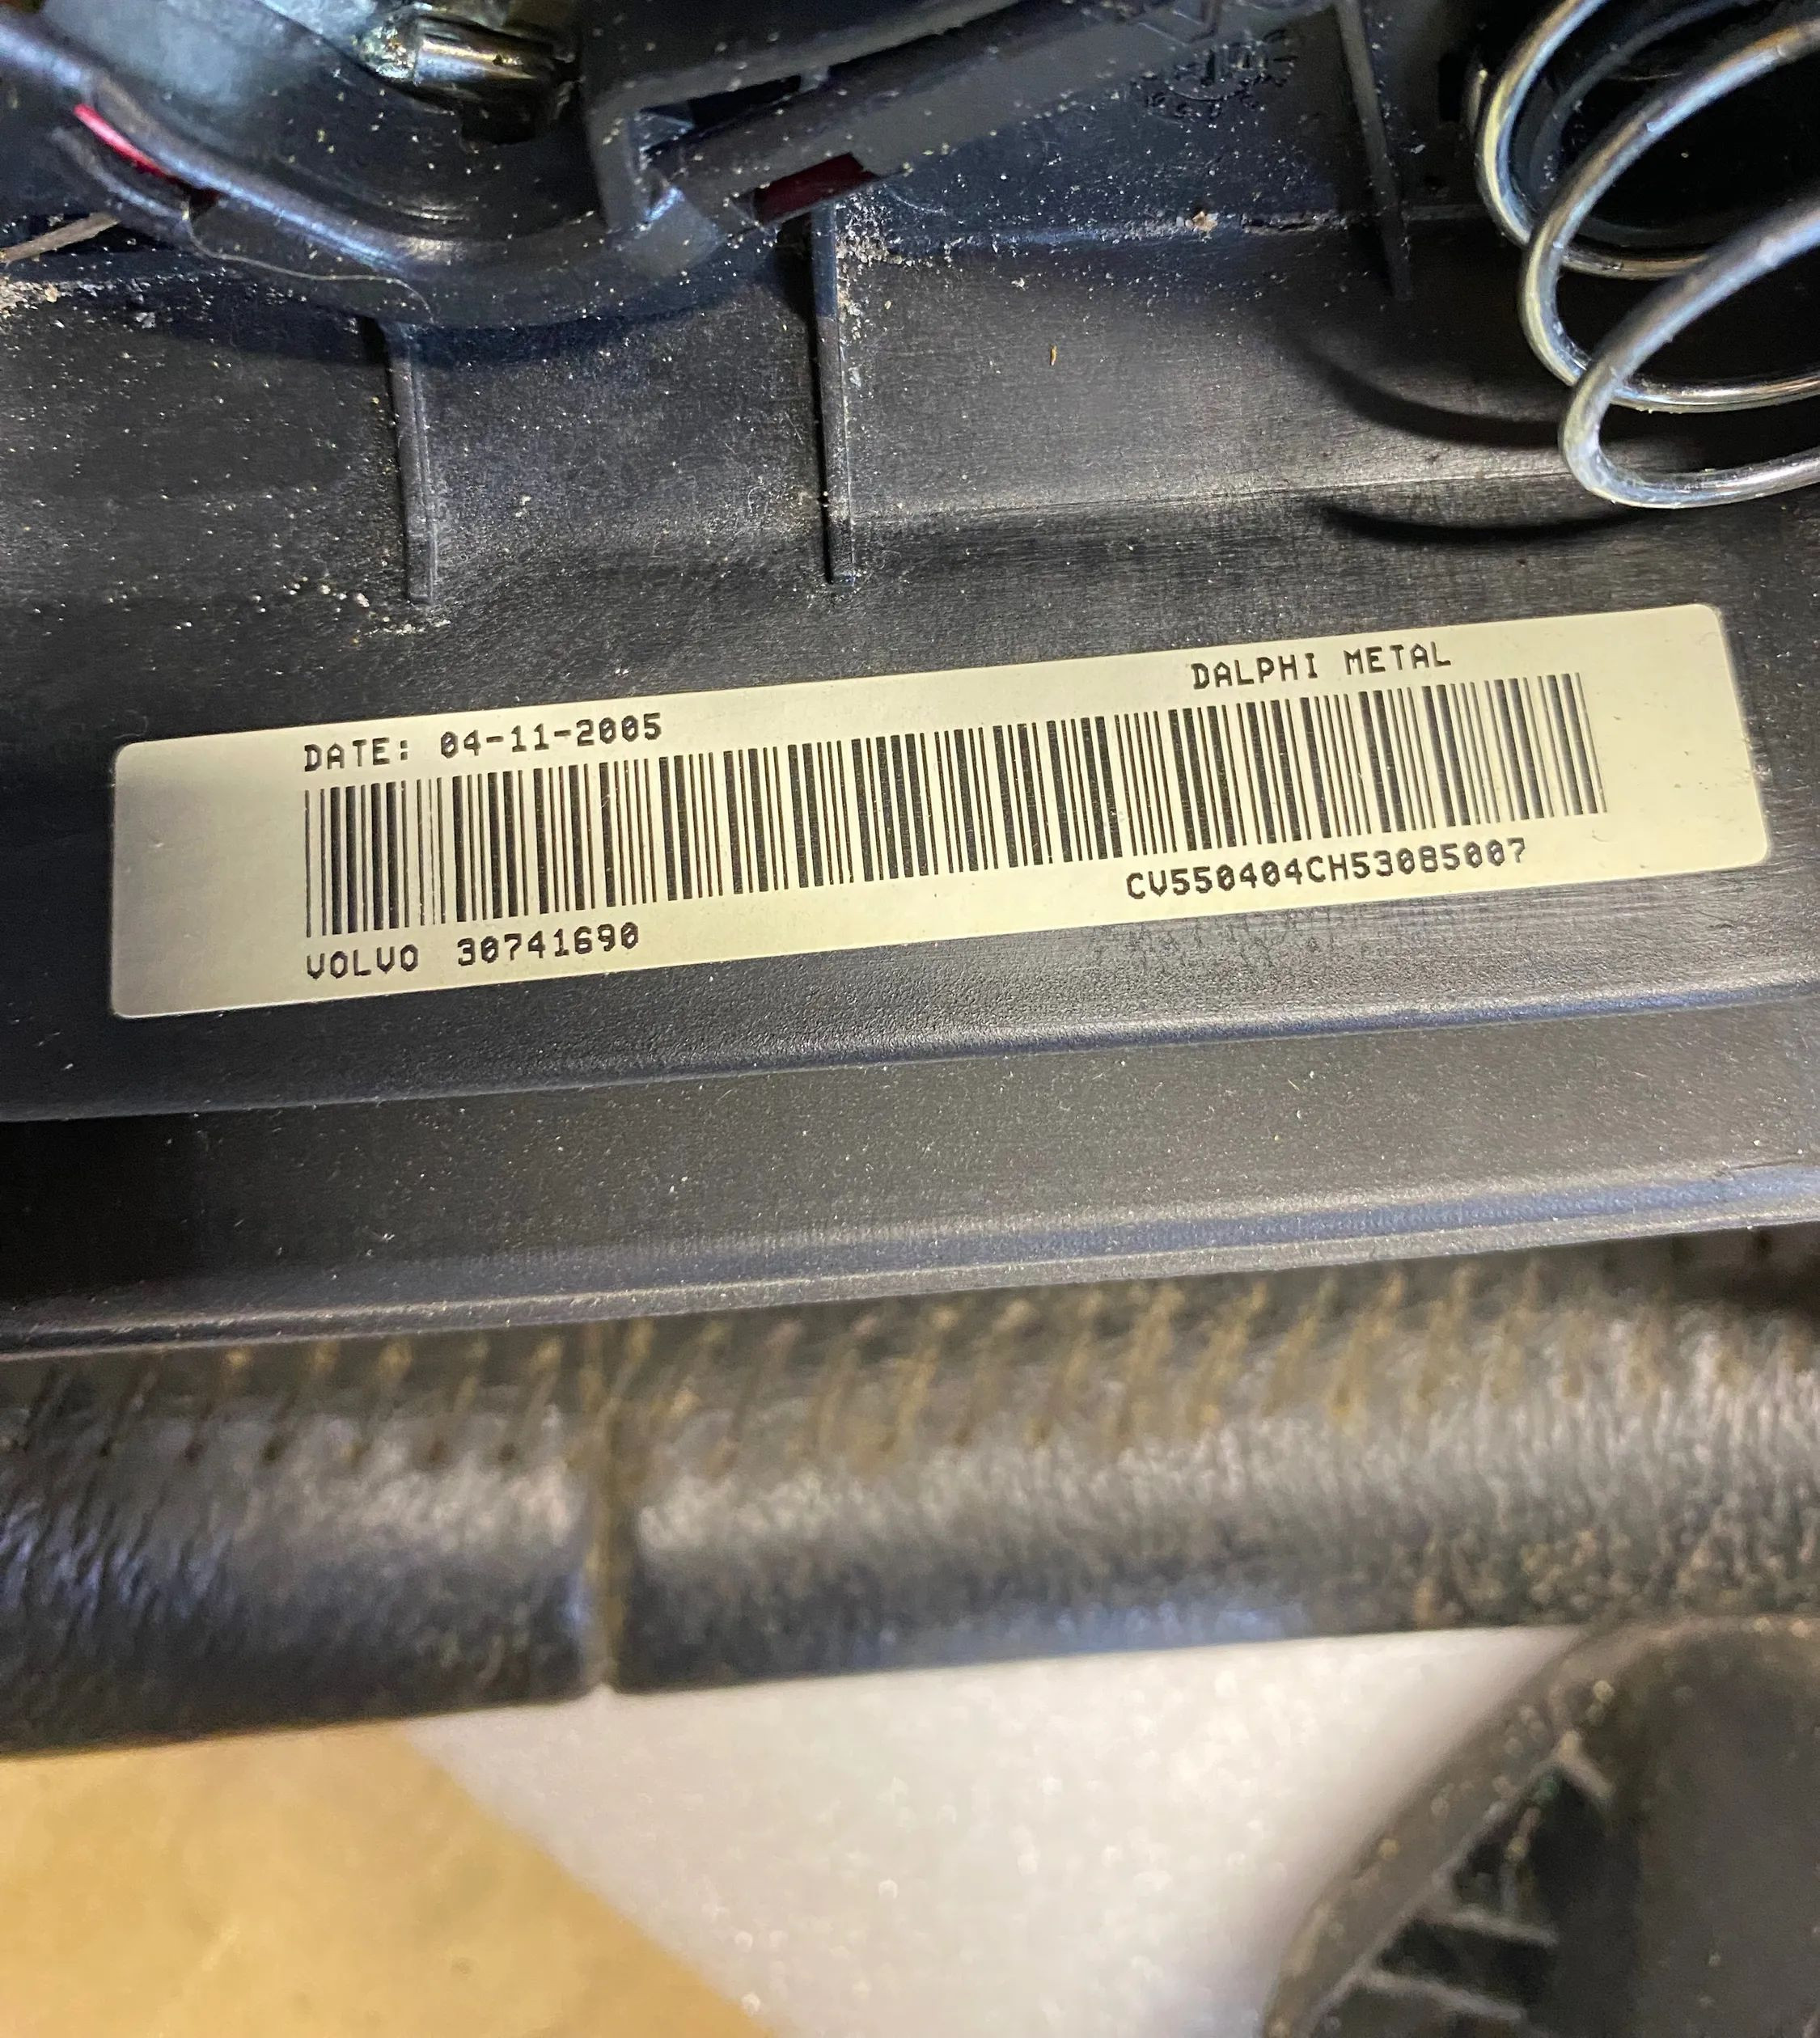 DALPHI METAL
DATE: 04-11-2005
CV550404CH53085007
VOLVO 30741690